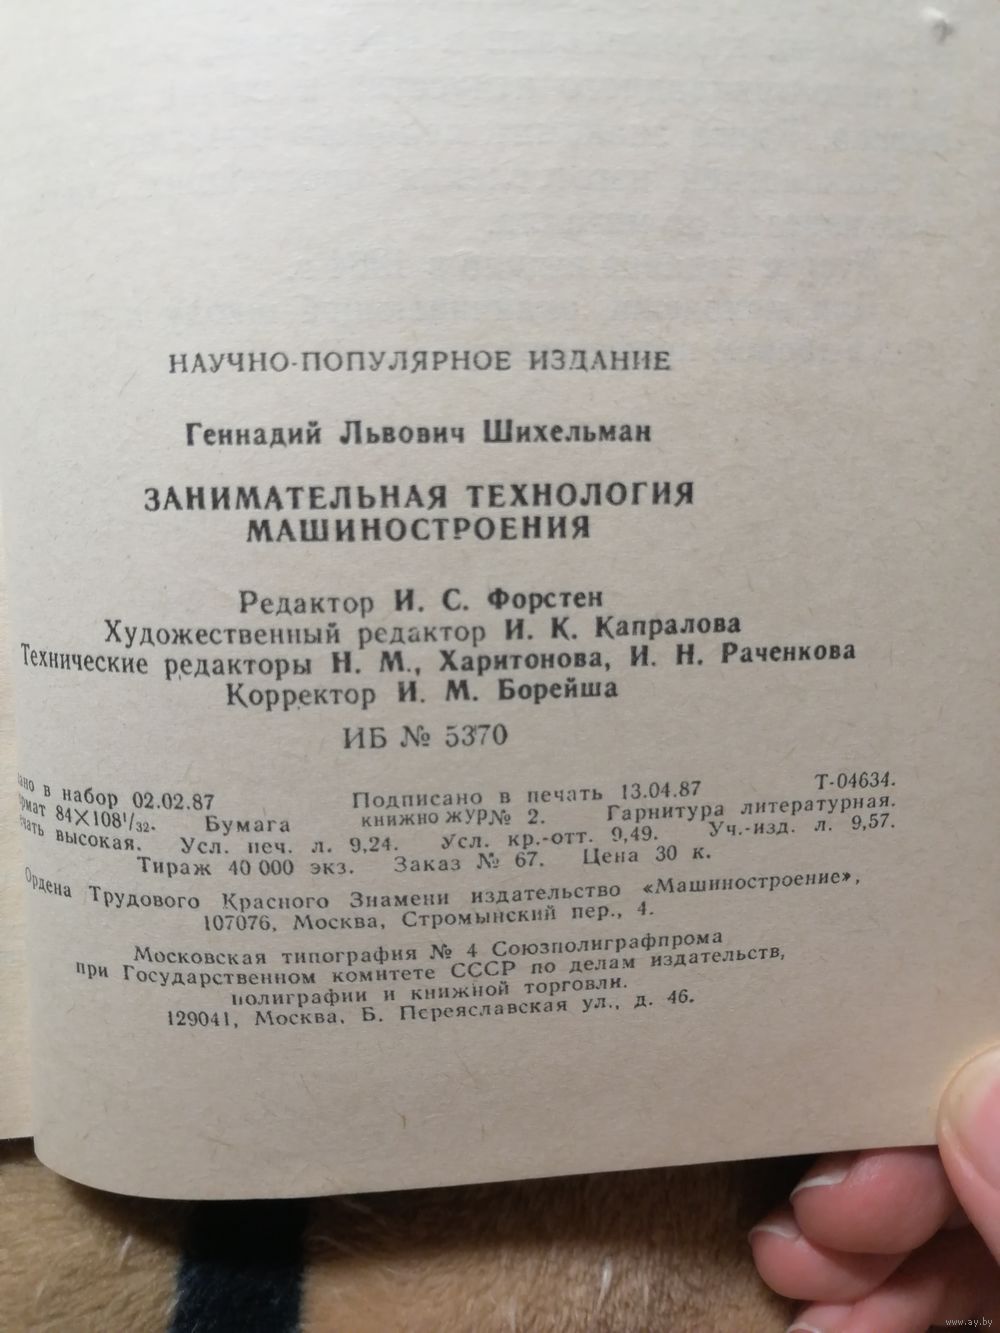 НАУЧНО-ПОПУЛЯРНОЕ ИЗДАНИЕ
Геннадий Львович Шихельман
ЗАНИМАТЕЛЬНАЯ ТЕХНОЛОГИЯ
МАШИНОСТРОЕНИЯ
Редактор И. С. Форстен
Художественный редактор И. К. Капралова
Технические редакторы Н. М., Харитонова, И. Н. Раченкова
Корректор И. М. Борейша
ИБ № 5370
в набор 02.02.87 Подписано в печать 13.04.87 Т-04634.
84×108¹/₃₂. Бумага книжно журн № 2. Гарнитура литературная.
высокая. Усл. печ. л. 9,24. Усл. кр.-отт. 9,49. Уч.-изд. л. 9,57.
Тираж 40 000 экз. Заказ № 67. Цена 30 к.
Ордена Трудового Красного Знамени издательство «Машиностроение»,
107076, Москва, Стромынский пер., 4.
Московская типография № 4 Союзполиграфпрома
при Государственном комитете СССР по делам издательств,
полиграфии и книжной торговли.
129041, Москва. Б. Переяславская ул., д. 46.
www.ay.by